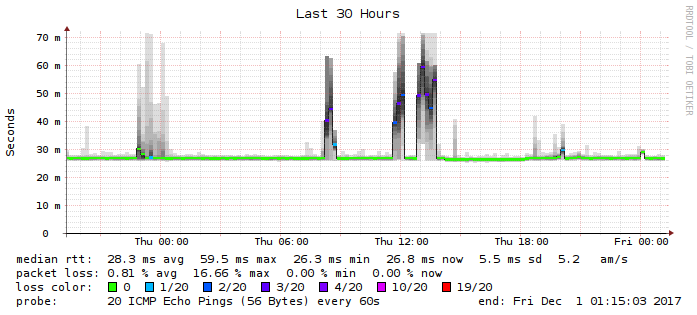 Last 30 Hours
RRDTOOL / TOBI OETIKER
Seconds
70 m
60 m
50 m
40 m
30 m
20 m
10 m
0
Thu 00:00 Thu 06:00 Thu 12:00 Thu 18:00 Fri 00:00
median rtt: 28.3 ms avg 59.5 ms max 26.3 ms min 26.8 ms now 5.5 ms sd 5.2 am/s
packet loss: 0.81 % avg 16.66 % max 0.00 % min 0.00 % now
loss color: 0 1/20 2/20 3/20 4/20 10/20 19/20
probe: 20 ICMP Echo Pings (56 Bytes) every 60s end: Fri Dec 1 01:15:03 2017